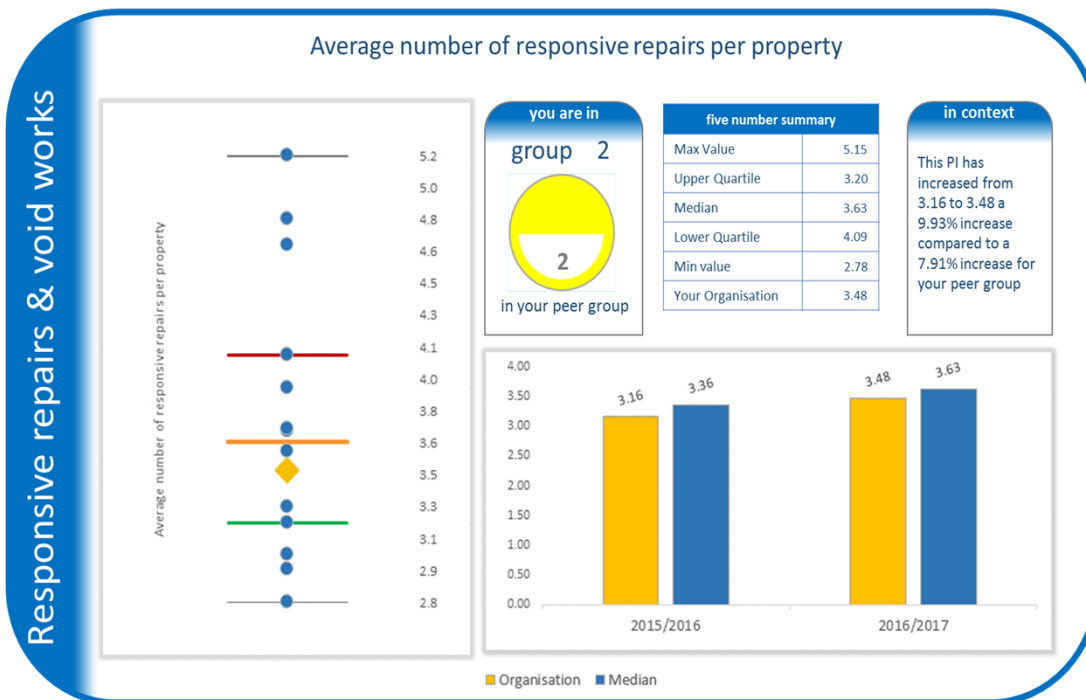 Average number of responsive repairs per property
Responsive repairs & void works
Average number of responsive repairs per property
5.2
5.0
4.8
4.6
4.5
4.3
4.1
4.0
3.8
3.6
3.5
3.3
3.1
2.9
2.8
you are in
group 2
2
in your peer group
five number summary
Max Value 5.15
Upper Quartile 3.20
Median 3.63
Lower Quartile 4.09
Min value 2.78
Your Organisation 3.48
in context
This PI has
increased from
3.16 to 3.48 a
9.93% increase
compared to a
7.91% increase for
your peer group
4.00
3.50
3.00
2.50
2.00
1.50
1.00
0.50
0.00
3.16 3.36 3.48 3.63
2015/2016 2016/2017
Organisation Median